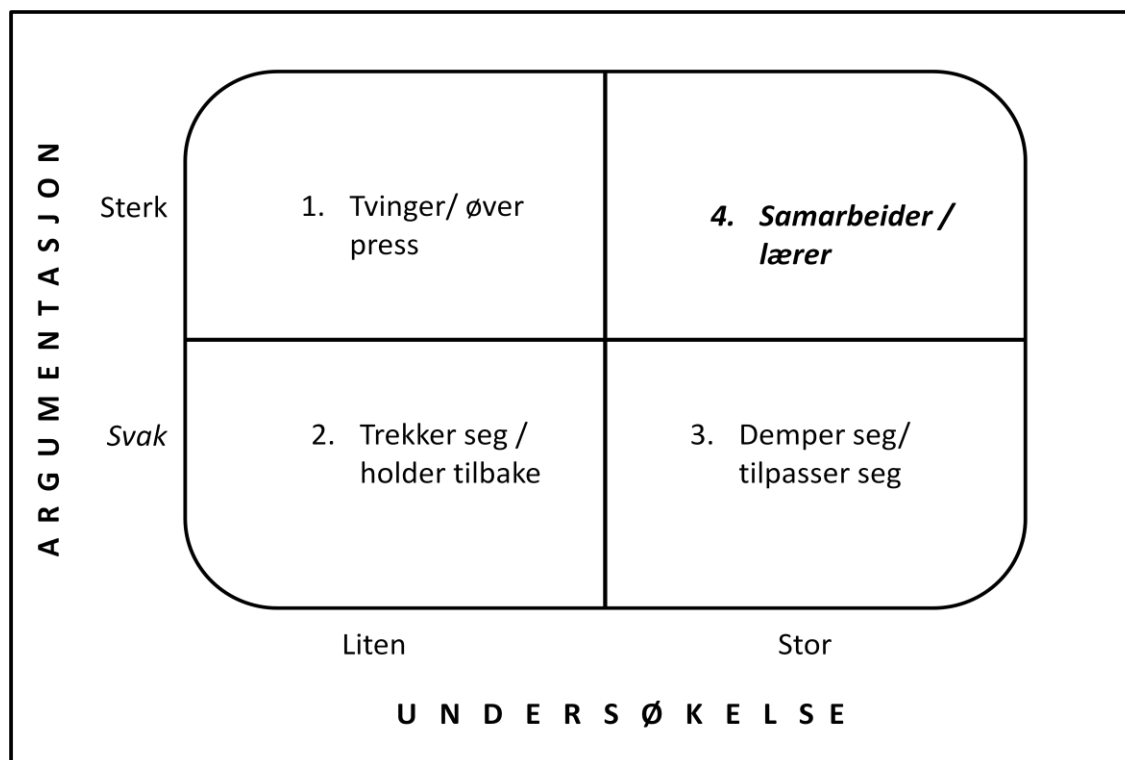 ARGUMENTASJON
Sterk
1. Tvinger/ øver
press
4. Samarbeider /
lærer
Svak
2. Trekker seg /
holder tilbake
3. Demper seg/
tilpasser seg
Liten
Stor
UNDERSØKELSE